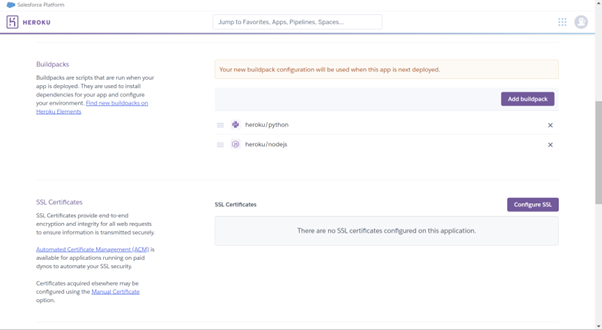 Salesforce Platform
HEROKU
Jump to Favorites, Apps, Pipelines, Spaces...
Buildpacks
Buildpacks are scripts that are run when your
app is deployed. They are used to install
dependencies for your app and configure
your environment. Find new buildpacks on
Heroku Elements
Your new buildpack configuration will be used when this app is next deployed.
Add buildpack
heroku/python
heroku/nodejs
SSL Certificates
SSL Certificates provide end-to-end
encryption and integrity for all web requests
to ensure information is transmitted securely.
Automated Certificate Management (ACM) is
available for applications running on paid
dynos to automate your SSL security.
Certificates acquired elsewhere may be
configured using the Manual Certificate
option.
SSL Certificates
Configure SSL
There are no SSL certificates configured on this application.